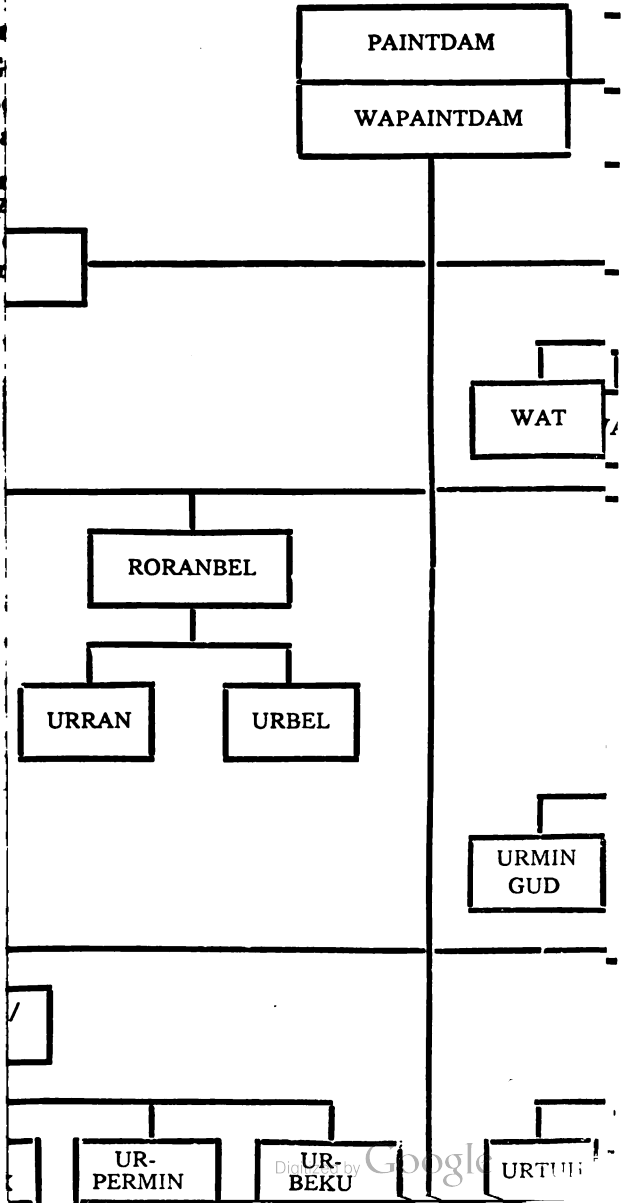 PAINTDAM
WAPAINTDAM
WAT
RORANBEL
URRAN
URBEL
URMIN
GUD
UR-
PERMIN
UR-
BEKU
Digitized by Google